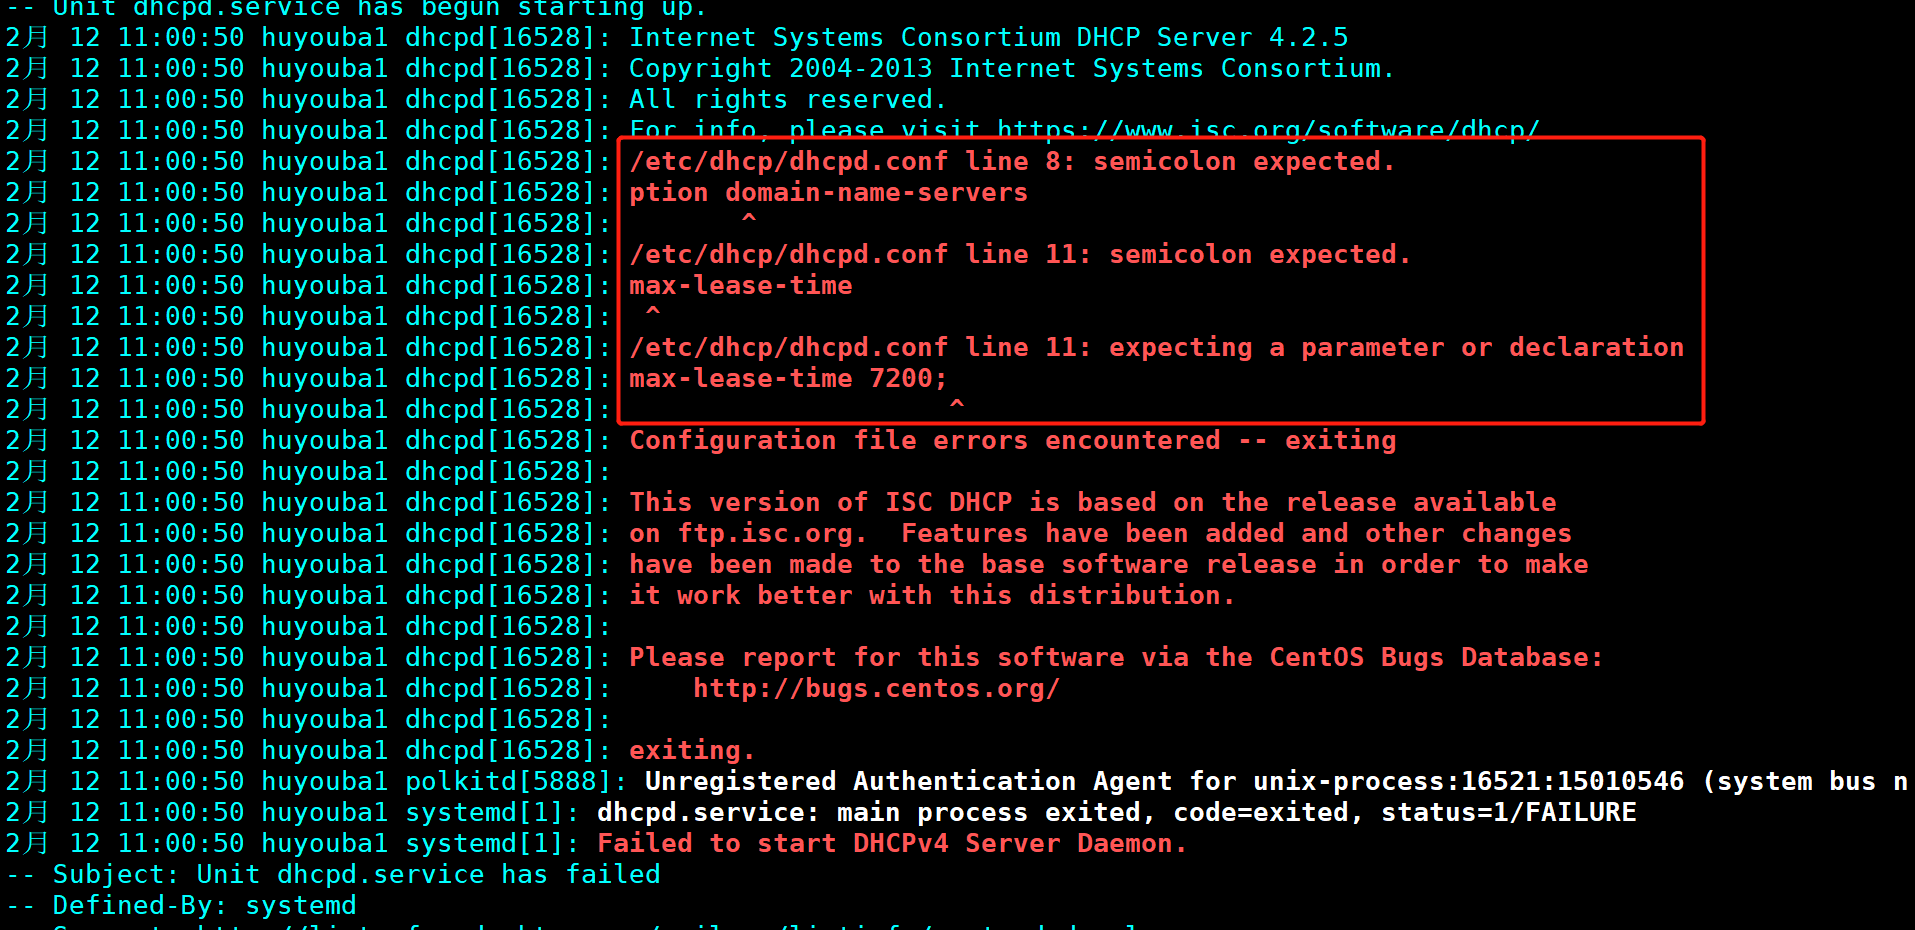 -- Unit dhcpd.service has begun starting up.
2月 12 11:00:50 huyouba1 dhcpd[16528]: Internet Systems Consortium DHCP Server 4.2.5
2月 12 11:00:50 huyouba1 dhcpd[16528]: Copyright 2004-2013 Internet Systems Consortium.
2月 12 11:00:50 huyouba1 dhcpd[16528]: All rights reserved.
2月 12 11:00:50 huyouba1 dhcpd[16528]: For info, please visit https://www.isc.org/software/dhcp/
2月 12 11:00:50 huyouba1 dhcpd[16528]: /etc/dhcp/dhcpd.conf line 8: semicolon expected.
2月 12 11:00:50 huyouba1 dhcpd[16528]: ption domain-name-servers
2月 12 11:00:50 huyouba1 dhcpd[16528]:        ^
2月 12 11:00:50 huyouba1 dhcpd[16528]: /etc/dhcp/dhcpd.conf line 11: semicolon expected.
2月 12 11:00:50 huyouba1 dhcpd[16528]: max-lease-time
2月 12 11:00:50 huyouba1 dhcpd[16528]:  ^
2月 12 11:00:50 huyouba1 dhcpd[16528]: /etc/dhcp/dhcpd.conf line 11: expecting a parameter or declaration
2月 12 11:00:50 huyouba1 dhcpd[16528]: max-lease-time 7200;
2月 12 11:00:50 huyouba1 dhcpd[16528]:                     ^
2月 12 11:00:50 huyouba1 dhcpd[16528]: Configuration file errors encountered -- exiting
2月 12 11:00:50 huyouba1 dhcpd[16528]:
2月 12 11:00:50 huyouba1 dhcpd[16528]: This version of ISC DHCP is based on the release available
2月 12 11:00:50 huyouba1 dhcpd[16528]: on ftp.isc.org.  Features have been added and other changes
2月 12 11:00:50 huyouba1 dhcpd[16528]: have been made to the base software release in order to make
2月 12 11:00:50 huyouba1 dhcpd[16528]: it work better with this distribution.
2月 12 11:00:50 huyouba1 dhcpd[16528]:
2月 12 11:00:50 huyouba1 dhcpd[16528]: Please report for this software via the CentOS Bugs Database:
2月 12 11:00:50 huyouba1 dhcpd[16528]:     http://bugs.centos.org/
2月 12 11:00:50 huyouba1 dhcpd[16528]:
2月 12 11:00:50 huyouba1 dhcpd[16528]: exiting.
2月 12 11:00:50 huyouba1 polkitd[5888]: Unregistered Authentication Agent for unix-process:16521:15010546 (system bus n
2月 12 11:00:50 huyouba1 systemd[1]: dhcpd.service: main process exited, code=exited, status=1/FAILURE
2月 12 11:00:50 huyouba1 systemd[1]: Failed to start DHCPv4 Server Daemon.
-- Subject: Unit dhcpd.service has failed
-- Defined-By: systemd